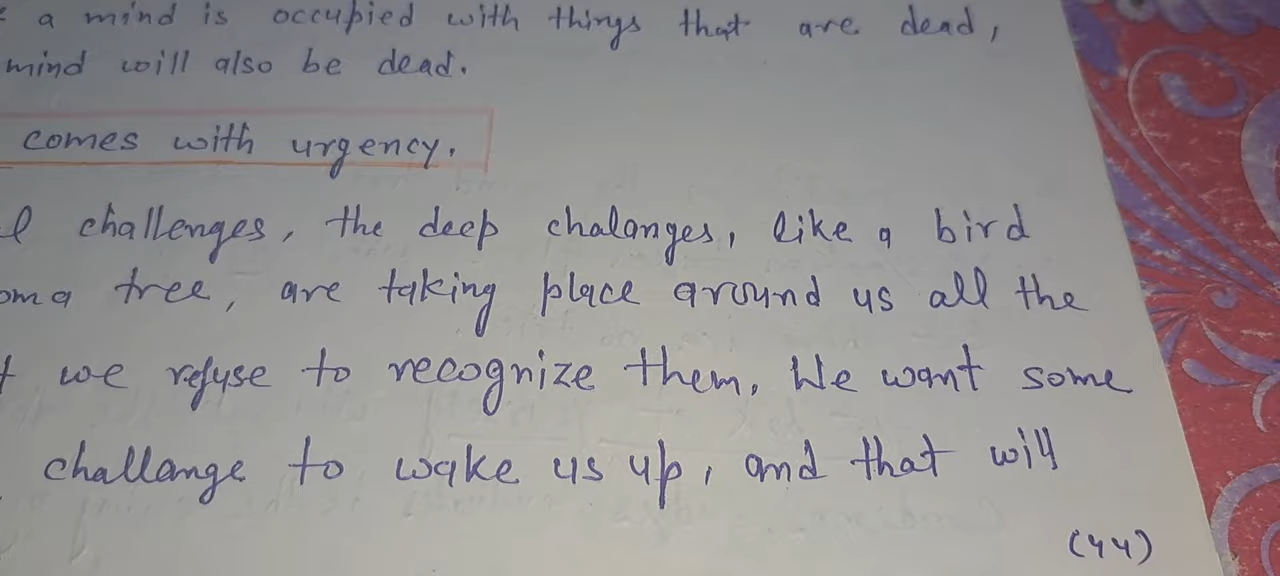 a mind is occupied with things that are dead,
mind will also be dead.
comes with urgency.
challenges, the deep chalanges, like a bird
tree, are taking place around us all the
we refuse to recognize them. We want some
challange to wake us up, and that will
(44)